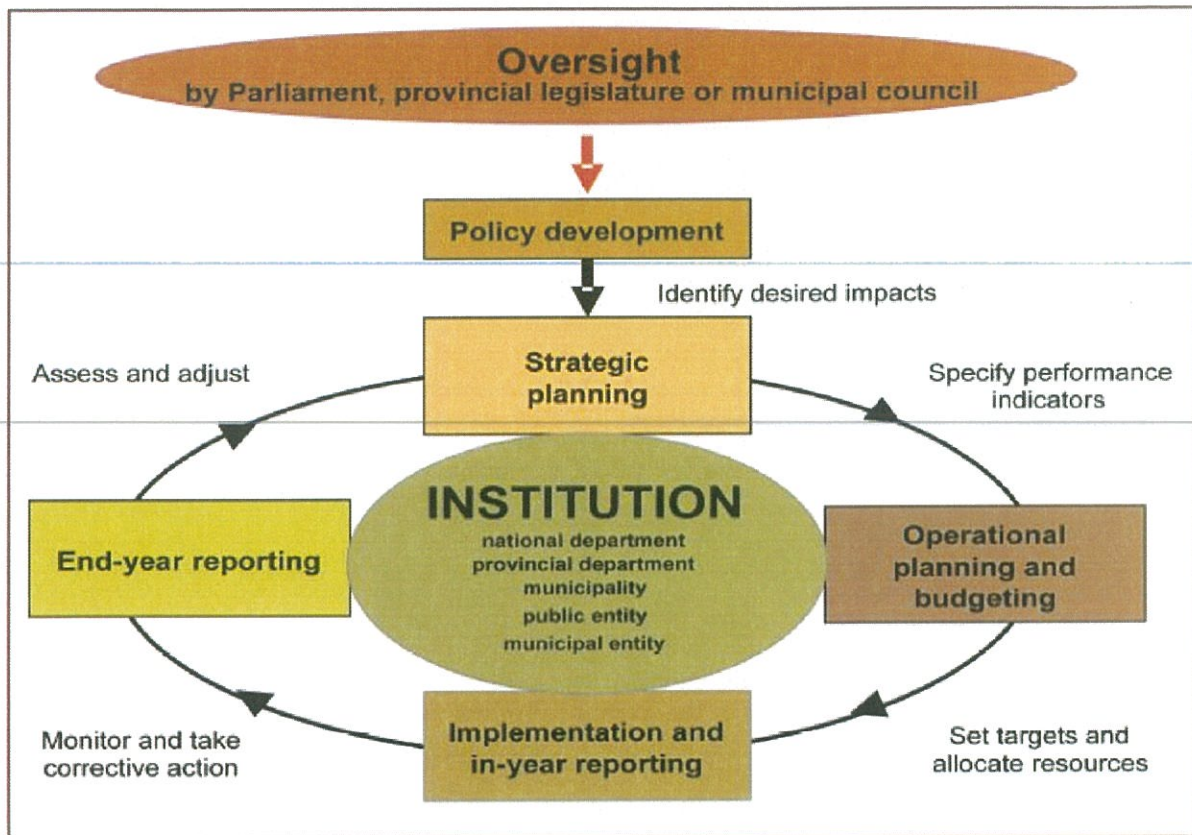 Oversight
by Parliament, provincial legislature or municipal council
Policy development
Identify desired impacts
Strategic
planning
Assess and adjust
Specify performance
indicators
INSTITUTION
national department
provincial department
municipality
public entity
municipal entity
End-year reporting
Operational
planning and
budgeting
Implementation and
in-year reporting
Monitor and take
corrective action
Set targets and
allocate resources